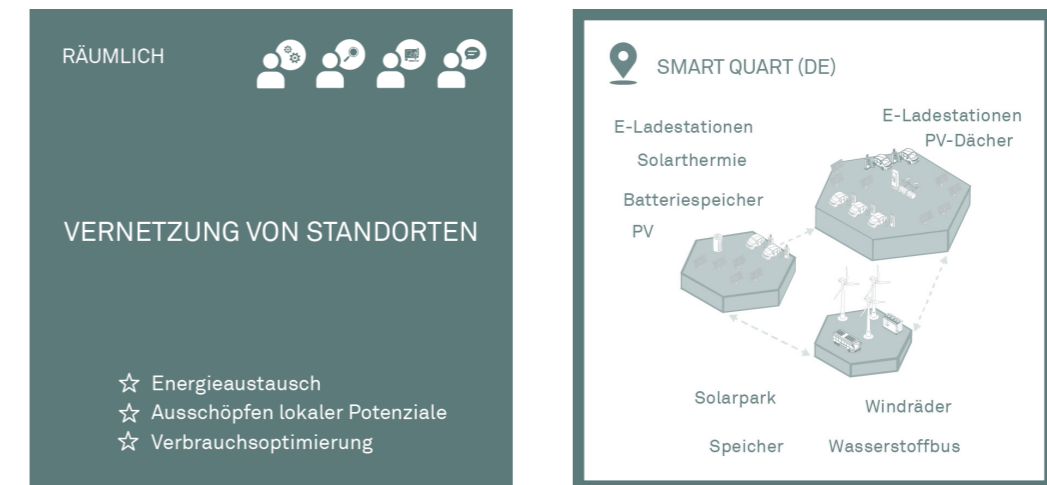 RÄUMLICH
VERNETZUNG VON STANDORTEN
☆ Energieaustausch
☆ Ausschöpfen lokaler Potenziale
☆ Verbrauchsoptimierung
SMART QUART (DE)
E-Ladestationen
Solarthermie
Batteriespeicher
PV
E-Ladestationen
PV-Dächer
Solarpark
Windräder
Speicher
Wasserstoffbus